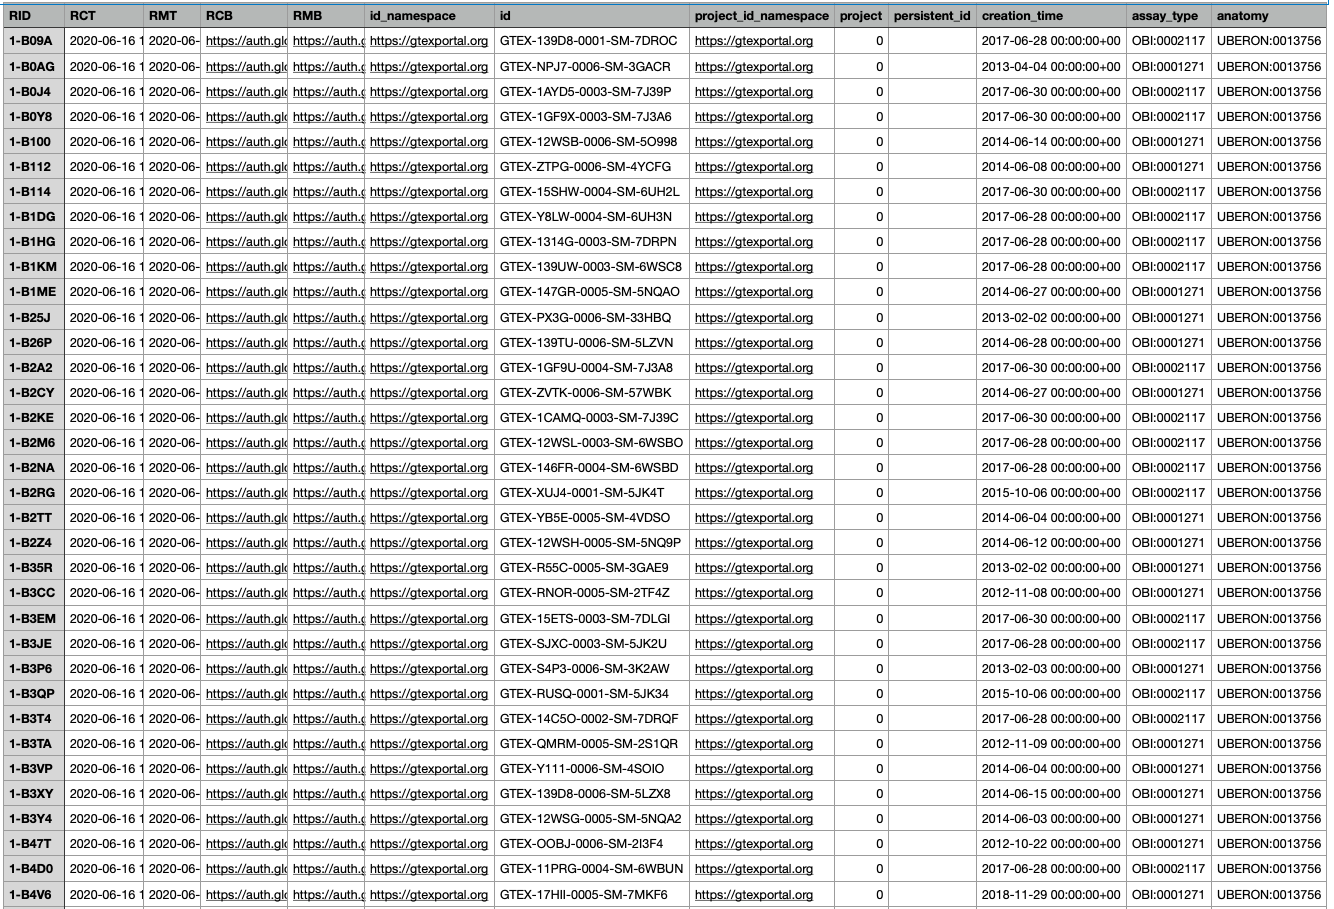 RID RCT RMT RCB RMB id_namespace id project_id_namespace project persistent_id creation_time assay_type anatomy
1-B09A 2020-06-16 1 2020-06- https://auth.glo https://auth.g https://gtexportal.org GTEX-139D8-0001-SM-7DROC https://gtexportal.org 0 2017-06-28 00:00:00+00 OBI:0002117 UBERON:0013756
1-B0AG 2020-06-16 1 2020-06- https://auth.glo https://auth.g https://gtexportal.org GTEX-NPJ7-0006-SM-3GACR https://gtexportal.org 0 2013-04-04 00:00:00+00 OBI:0001271 UBERON:0013756
1-B0J4 2020-06-16 1 2020-06- https://auth.glo https://auth.g https://gtexportal.org GTEX-1AYD5-0003-SM-7J39P https://gtexportal.org 0 2017-06-30 00:00:00+00 OBI:0002117 UBERON:0013756
1-B0Y8 2020-06-16 1 2020-06- https://auth.glo https://auth.g https://gtexportal.org GTEX-1GF9X-0003-SM-7J3A6 https://gtexportal.org 0 2017-06-30 00:00:00+00 OBI:0002117 UBERON:0013756
1-B100 2020-06-16 1 2020-06- https://auth.glo https://auth.g https://gtexportal.org GTEX-12WSB-0006-SM-5O998 https://gtexportal.org 0 2014-06-14 00:00:00+00 OBI:0001271 UBERON:0013756
1-B112 2020-06-16 1 2020-06- https://auth.glo https://auth.g https://gtexportal.org GTEX-ZTPG-0006-SM-4YCFG https://gtexportal.org 0 2014-06-08 00:00:00+00 OBI:0001271 UBERON:0013756
1-B114 2020-06-16 1 2020-06- https://auth.glo https://auth.g https://gtexportal.org GTEX-15SHW-0004-SM-6UH2L https://gtexportal.org 0 2017-06-30 00:00:00+00 OBI:0002117 UBERON:0013756
1-B1DG 2020-06-16 1 2020-06- https://auth.glo https://auth.g https://gtexportal.org GTEX-Y8LW-0004-SM-6UH3N https://gtexportal.org 0 2017-06-28 00:00:00+00 OBI:0002117 UBERON:0013756
1-B1HG 2020-06-16 1 2020-06- https://auth.glo https://auth.g https://gtexportal.org GTEX-1314G-0003-SM-7DRPN https://gtexportal.org 0 2017-06-28 00:00:00+00 OBI:0002117 UBERON:0013756
1-B1KM 2020-06-16 1 2020-06- https://auth.glo https://auth.g https://gtexportal.org GTEX-139UW-0003-SM-6WSC8 https://gtexportal.org 0 2017-06-28 00:00:00+00 OBI:0002117 UBERON:0013756
1-B1ME 2020-06-16 1 2020-06- https://auth.glo https://auth.g https://gtexportal.org GTEX-147GR-0005-SM-5NQAO https://gtexportal.org 0 2014-06-27 00:00:00+00 OBI:0001271 UBERON:0013756
1-B25J 2020-06-16 1 2020-06- https://auth.glo https://auth.g https://gtexportal.org GTEX-PX3G-0006-SM-33HBQ https://gtexportal.org 0 2013-02-02 00:00:00+00 OBI:0001271 UBERON:0013756
1-B26P 2020-06-16 1 2020-06- https://auth.glo https://auth.g https://gtexportal.org GTEX-139TU-0006-SM-5LZVN https://gtexportal.org 0 2014-06-28 00:00:00+00 OBI:0001271 UBERON:0013756
1-B2A2 2020-06-16 1 2020-06- https://auth.glo https://auth.g https://gtexportal.org GTEX-1GF9U-0004-SM-7J3A8 https://gtexportal.org 0 2017-06-30 00:00:00+00 OBI:0002117 UBERON:0013756
1-B2CY 2020-06-16 1 2020-06- https://auth.glo https://auth.g https://gtexportal.org GTEX-ZVTK-0006-SM-57WBK https://gtexportal.org 0 2014-06-27 00:00:00+00 OBI:0001271 UBERON:0013756
1-B2KE 2020-06-16 1 2020-06- https://auth.glo https://auth.g https://gtexportal.org GTEX-1CAMQ-0003-SM-7J39C https://gtexportal.org 0 2017-06-30 00:00:00+00 OBI:0002117 UBERON:0013756
1-B2M6 2020-06-16 1 2020-06- https://auth.glo https://auth.g https://gtexportal.org GTEX-12WSL-0003-SM-6WSBO https://gtexportal.org 0 2017-06-28 00:00:00+00 OBI:0002117 UBERON:0013756
1-B2NA 2020-06-16 1 2020-06- https://auth.glo https://auth.g https://gtexportal.org GTEX-146FR-0004-SM-6WSBD https://gtexportal.org 0 2017-06-28 00:00:00+00 OBI:0002117 UBERON:0013756
1-B2RG 2020-06-16 1 2020-06- https://auth.glo https://auth.g https://gtexportal.org GTEX-XUJ4-0001-SM-5JK4T https://gtexportal.org 0 2015-10-06 00:00:00+00 OBI:0002117 UBERON:0013756
1-B2TT 2020-06-16 1 2020-06- https://auth.glo https://auth.g https://gtexportal.org GTEX-YB5E-0005-SM-4VDSO https://gtexportal.org 0 2014-06-04 00:00:00+00 OBI:0001271 UBERON:0013756
1-B2Z4 2020-06-16 1 2020-06- https://auth.glo https://auth.g https://gtexportal.org GTEX-12WSH-0005-SM-5NQ9P https://gtexportal.org 0 2014-06-12 00:00:00+00 OBI:0001271 UBERON:0013756
1-B35R 2020-06-16 1 2020-06- https://auth.glo https://auth.g https://gtexportal.org GTEX-R55C-0005-SM-3GAE9 https://gtexportal.org 0 2013-02-02 00:00:00+00 OBI:0001271 UBERON:0013756
1-B3CC 2020-06-16 1 2020-06- https://auth.glo https://auth.g https://gtexportal.org GTEX-RNOR-0005-SM-2TF4Z https://gtexportal.org 0 2012-11-08 00:00:00+00 OBI:0001271 UBERON:0013756
1-B3EM 2020-06-16 1 2020-06- https://auth.glo https://auth.g https://gtexportal.org GTEX-15ETS-0003-SM-7DLGI https://gtexportal.org 0 2017-06-30 00:00:00+00 OBI:0002117 UBERON:0013756
1-B3JE 2020-06-16 1 2020-06- https://auth.glo https://auth.g https://gtexportal.org GTEX-SJXC-0003-SM-5JK2U https://gtexportal.org 0 2017-06-28 00:00:00+00 OBI:0002117 UBERON:0013756
1-B3P6 2020-06-16 1 2020-06- https://auth.glo https://auth.g https://gtexportal.org GTEX-S4P3-0006-SM-3K2AW https://gtexportal.org 0 2013-02-03 00:00:00+00 OBI:0001271 UBERON:0013756
1-B3QP 2020-06-16 1 2020-06- https://auth.glo https://auth.g https://gtexportal.org GTEX-RUSQ-0001-SM-5JK34 https://gtexportal.org 0 2015-10-06 00:00:00+00 OBI:0002117 UBERON:0013756
1-B3T4 2020-06-16 1 2020-06- https://auth.glo https://auth.g https://gtexportal.org GTEX-14C5O-0002-SM-7DRQF https://gtexportal.org 0 2017-06-28 00:00:00+00 OBI:0002117 UBERON:0013756
1-B3TA 2020-06-16 1 2020-06- https://auth.glo https://auth.g https://gtexportal.org GTEX-QMRM-0005-SM-2S1QR https://gtexportal.org 0 2012-11-09 00:00:00+00 OBI:0001271 UBERON:0013756
1-B3VP 2020-06-16 1 2020-06- https://auth.glo https://auth.g https://gtexportal.org GTEX-Y111-0006-SM-4SOIO https://gtexportal.org 0 2014-06-04 00:00:00+00 OBI:0001271 UBERON:0013756
1-B3XY 2020-06-16 1 2020-06- https://auth.glo https://auth.g https://gtexportal.org GTEX-139D8-0006-SM-5LZX8 https://gtexportal.org 0 2014-06-15 00:00:00+00 OBI:0001271 UBERON:0013756
1-B3Y4 2020-06-16 1 2020-06- https://auth.glo https://auth.g https://gtexportal.org GTEX-12WSG-0005-SM-5NQA2 https://gtexportal.org 0 2014-06-03 00:00:00+00 OBI:0001271 UBERON:0013756
1-B47T 2020-06-16 1 2020-06- https://auth.glo https://auth.g https://gtexportal.org GTEX-OOBJ-0006-SM-2I3F4 https://gtexportal.org 0 2012-10-22 00:00:00+00 OBI:0001271 UBERON:0013756
1-B4D0 2020-06-16 1 2020-06- https://auth.glo https://auth.g https://gtexportal.org GTEX-11PRG-0004-SM-6WBUN https://gtexportal.org 0 2017-06-28 00:00:00+00 OBI:0002117 UBERON:0013756
1-B4V6 2020-06-16 1 2020-06- https://auth.glo https://auth.g https://gtexportal.org GTEX-17HII-0005-SM-7MKF6 https://gtexportal.org 0 2018-11-29 00:00:00+00 OBI:0001271 UBERON:0013756